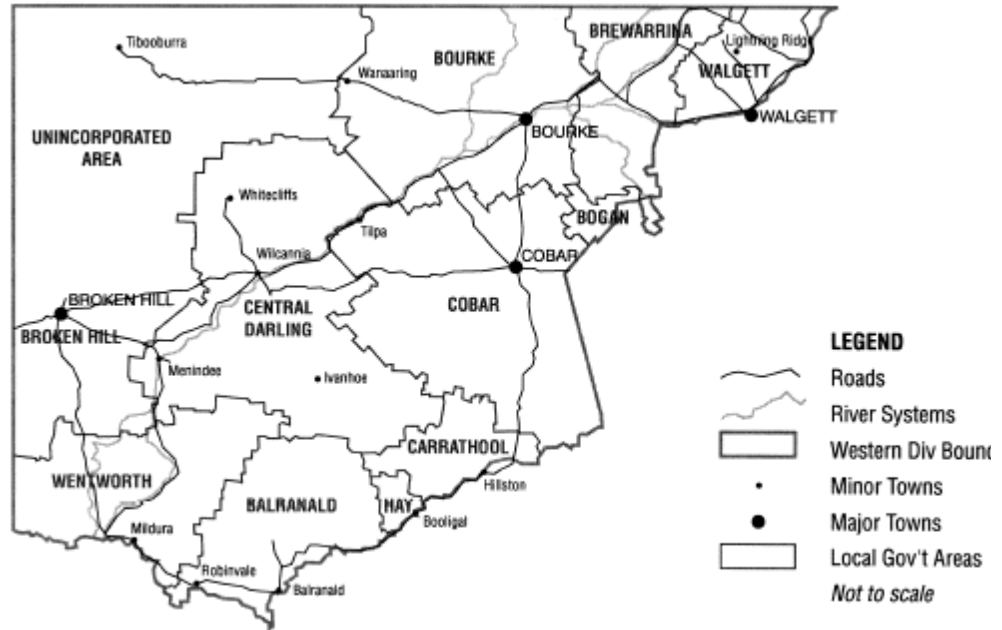 Tibooburra
BOURKE
BREWARRINA
Lightning Ridge
WALGETT
Wanaaring
WALGETT
BOURKE
UNINCORPORATED
AREA
Whitecliffs
BOGAN
Tilpa
Wilcannia
COBAR
BROKEN HILL
CENTRAL
DARLING
COBAR
BROKEN HILL
Menindee
Ivanhoe
CARRATHOOL
WENTWORTH
BALRANALD
HAY
Hillston
Booligal
Mildura
Robinvale
Balranald
LEGEND
Roads
River Systems
Western Div Bound
Minor Towns
Major Towns
Local Gov't Areas
Not to scale